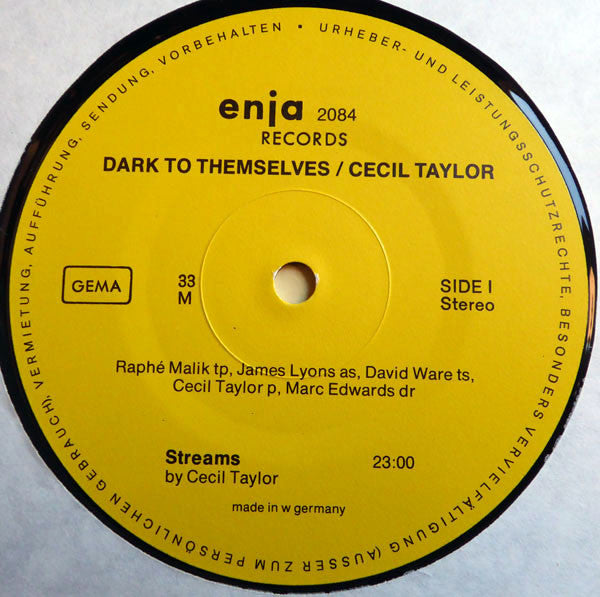 URHEBER- UND LEISTUNGSSCHUTZRECHTE, BESONDERS VERVIELFÄLTIGUNG (AUSSER ZUM PERSÖNLICHEN GEBRAUCH), VERMIETUNG, AUFFÜHRUNG, SENDUNG, VORBEHALTEN •
enja 2084
RECORDS
DARK TO THEMSELVES / CECIL TAYLOR
GEMA
33
M
SIDE I
Stereo
Raphé Malik tp, James Lyons as, David Ware ts,
Cecil Taylor p, Marc Edwards dr
Streams 23:00
by Cecil Taylor
made in w germany